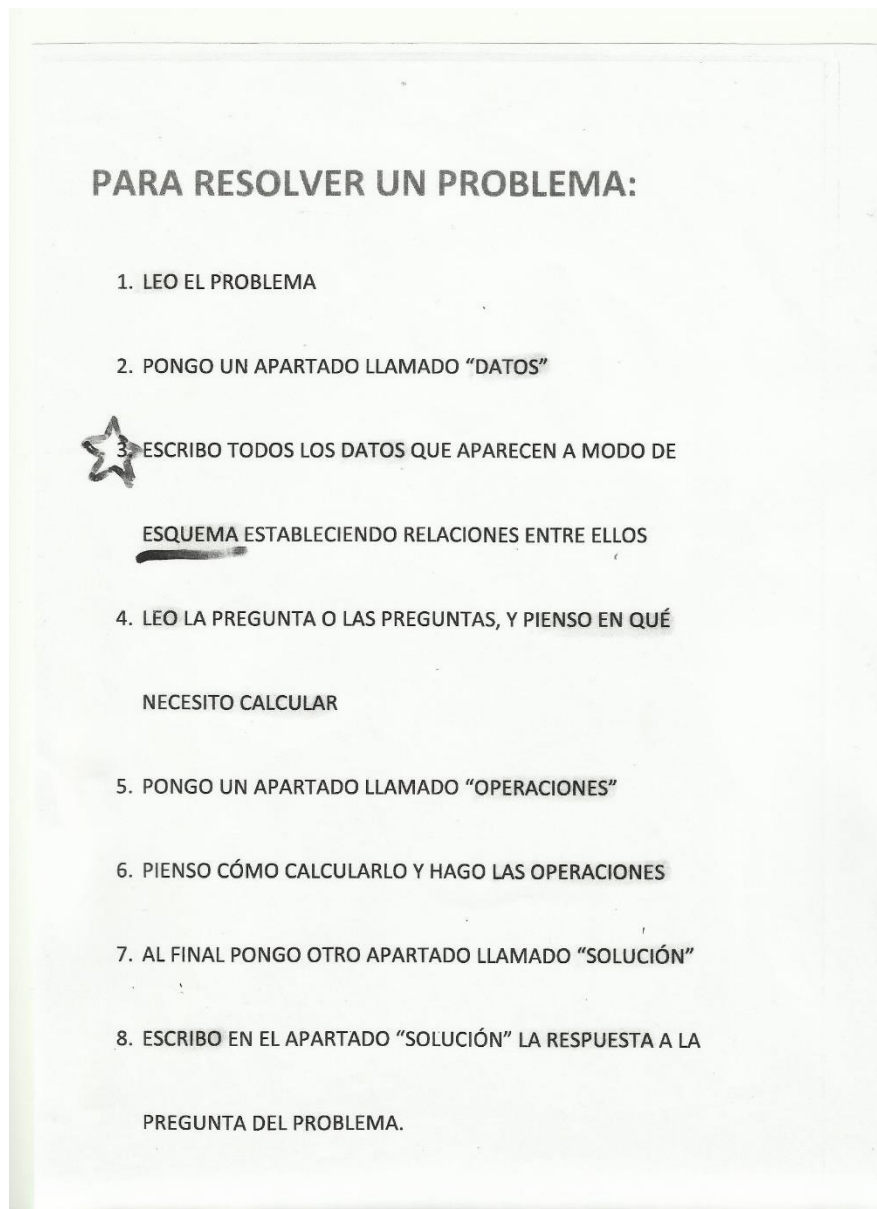 PARA RESOLVER UN PROBLEMA:
1. LEO EL PROBLEMA
2. PONGO UN APARTADO LLAMADO “DATOS”
3. ESCRIBO TODOS LOS DATOS QUE APARECEN A MODO DE
ESQUEMA ESTABLECIENDO RELACIONES ENTRE ELLOS
4. LEO LA PREGUNTA O LAS PREGUNTAS, Y PIENSO EN QUÉ
NECESITO CALCULAR
5. PONGO UN APARTADO LLAMADO “OPERACIONES”
6. PIENSO CÓMO CALCULARLO Y HAGO LAS OPERACIONES
7. AL FINAL PONGO OTRO APARTADO LLAMADO “SOLUCIÓN”
8. ESCRIBO EN EL APARTADO “SOLUCIÓN” LA RESPUESTA A LA
PREGUNTA DEL PROBLEMA.